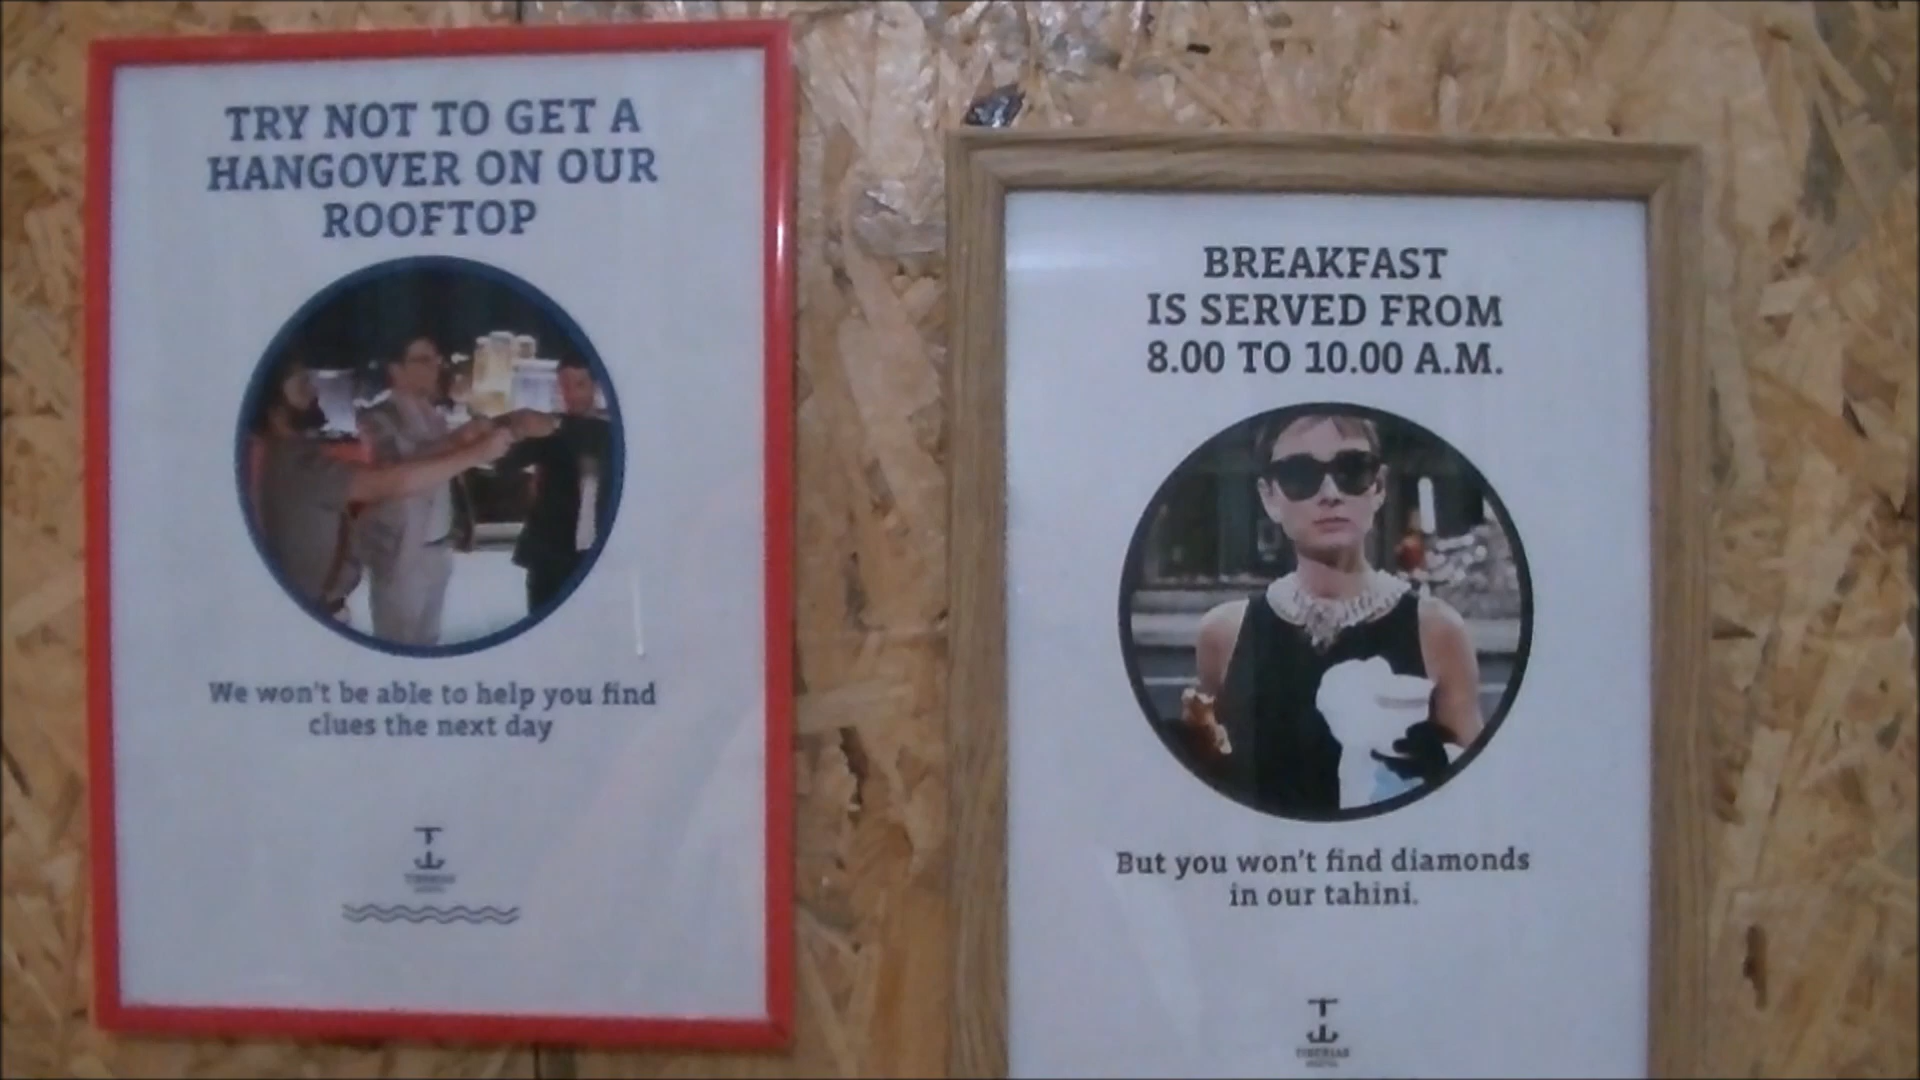 TRY NOT TO GET A
HANGOVER ON OUR
ROOFTOP
We won't be able to help you find
clues the next day
BREAKFAST
IS SERVED FROM
8.00 TO 10.00 A.M.
But you won't find diamonds
in our tahini.
TIBERIAS